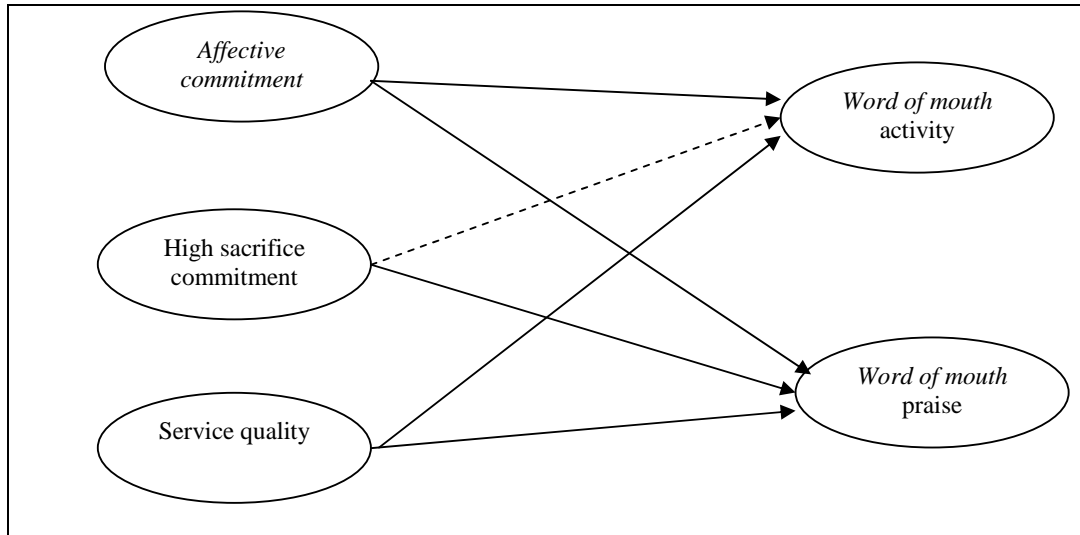 Affective
commitment
Word of mouth
activity
High sacrifice
commitment
Word of mouth
praise
Service quality